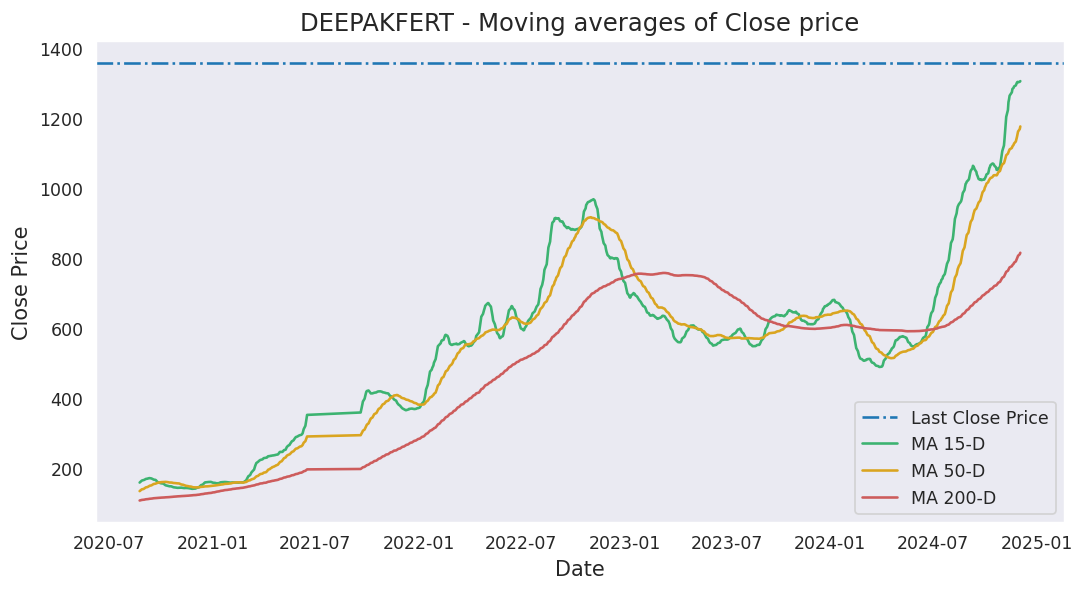 DEEPAKFERT - Moving averages of Close price
1400
1200
1000
800
600
400
200
Close Price
2020-07
2021-01
2021-07
2022-01
2022-07
2023-01
2023-07
2024-01
2024-07
2025-01
Date
Last Close Price
MA 15-D
MA 50-D
MA 200-D